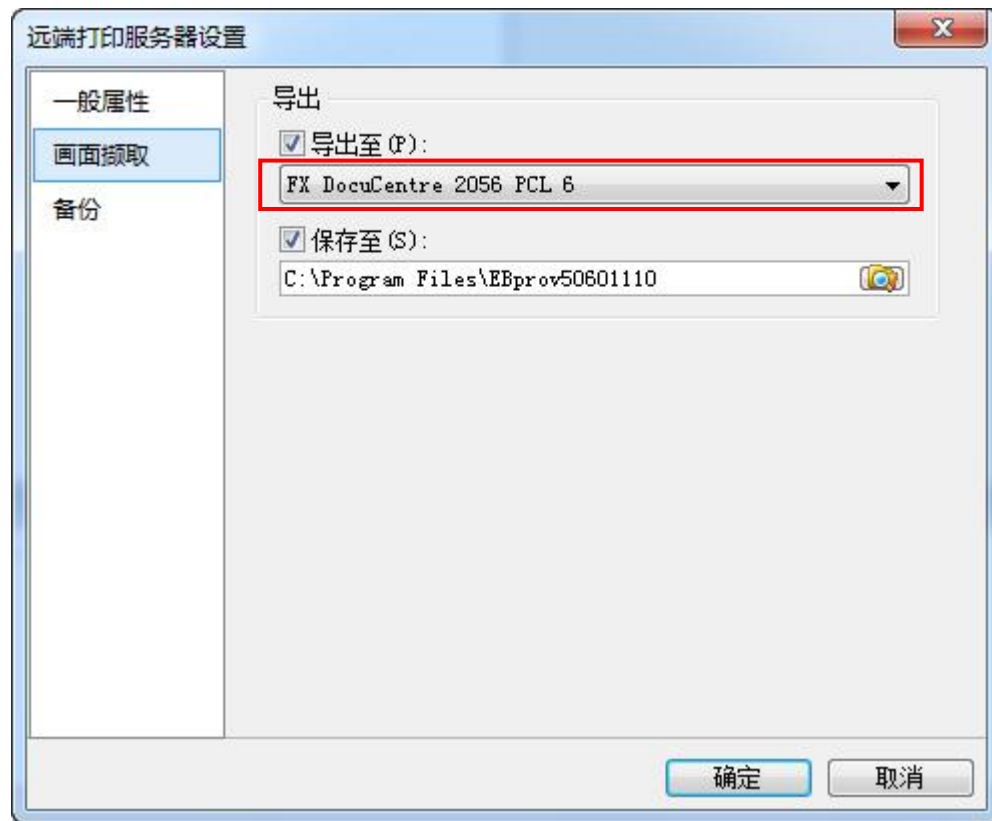 远端打印服务器设置
一般属性
画面撷取
备份
导出
导出至(P):
FX DocuCentre 2056 PCL 6
保存至(S):
C:\Program Files\EBprov50601110
确定
取消